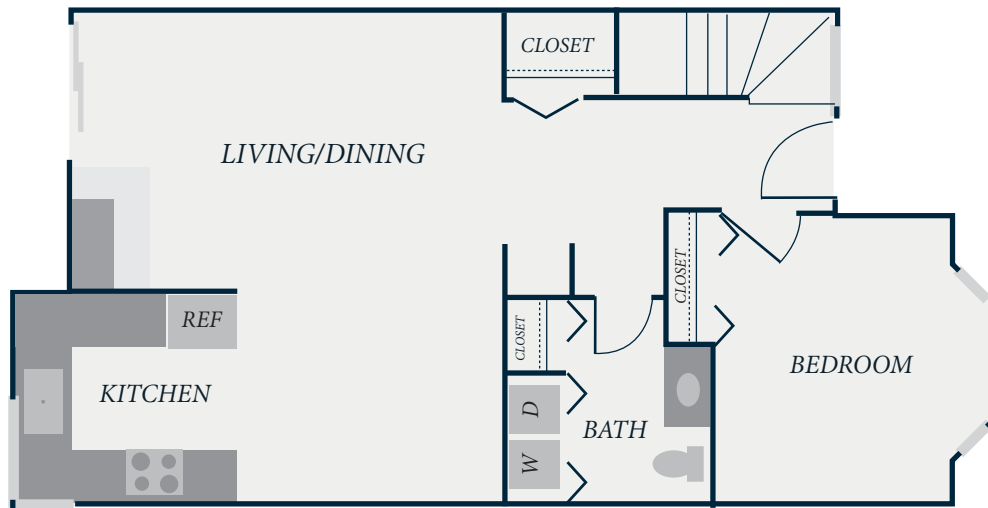 CLOSET
LIVING/DINING
CLOSET
REF
CLOSET
BEDROOM
KITCHEN
D
BATH
W